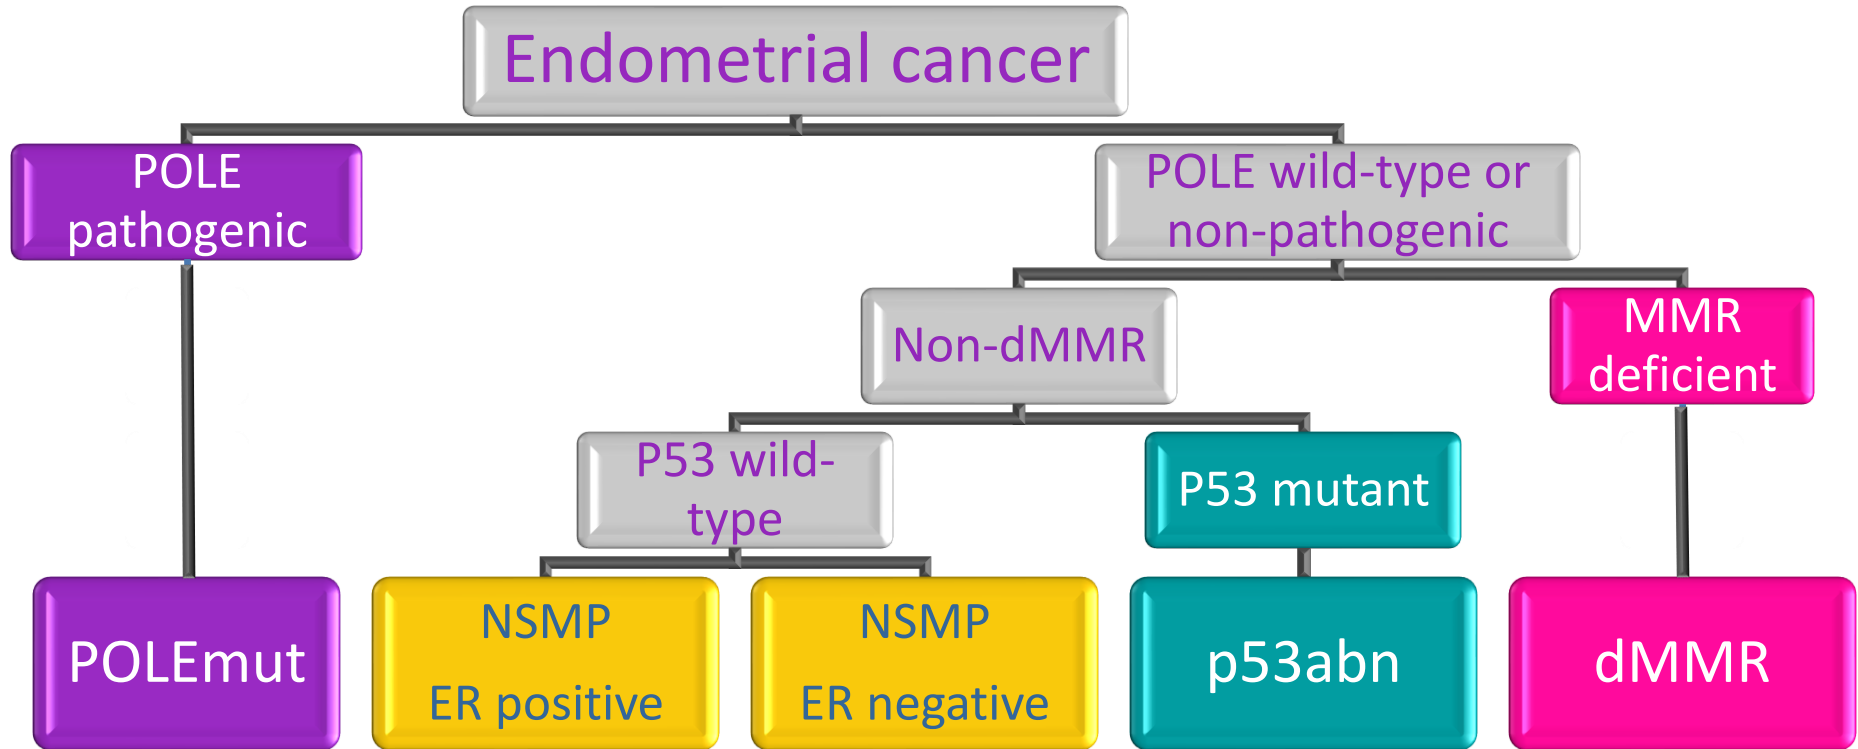 Endometrial cancer
POLE
pathogenic
POLE wild-type or
non-pathogenic
Non-dMMR
MMR
deficient
P53 wild-
type
P53 mutant
POLEmut
NSMP
ER positive
NSMP
ER negative
p53abn
dMMR